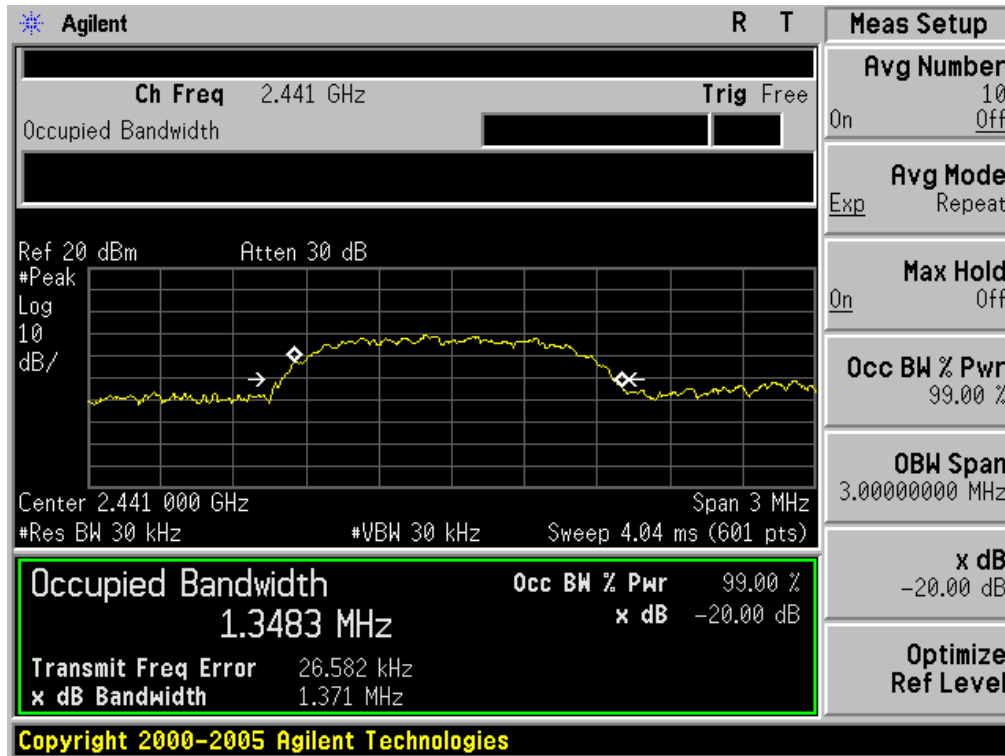 Agilent
R T
Ch Freq 2.441 GHz Trig Free
Occupied Bandwidth
Ref 20 dBm Atten 30 dB
#Peak
Log
10
dB/
Center 2.441 000 GHz Span 3 MHz
#Res BW 30 kHz #VBW 30 kHz Sweep 4.04 ms (601 pts)
Occupied Bandwidth
1.3483 MHz
Occ BW % Pwr 99.00 %
x dB -20.00 dB
Transmit Freq Error 26.582 kHz
x dB Bandwidth 1.371 MHz
Meas Setup
Avg Number
10
On Off
Avg Mode
Exp Repeat
Max Hold
On Off
Occ BW % Pwr
99.00 %
OBW Span
3.00000000 MHz
x dB
-20.00 dB
Optimize
Ref Level
Copyright 2000-2005 Agilent Technologies